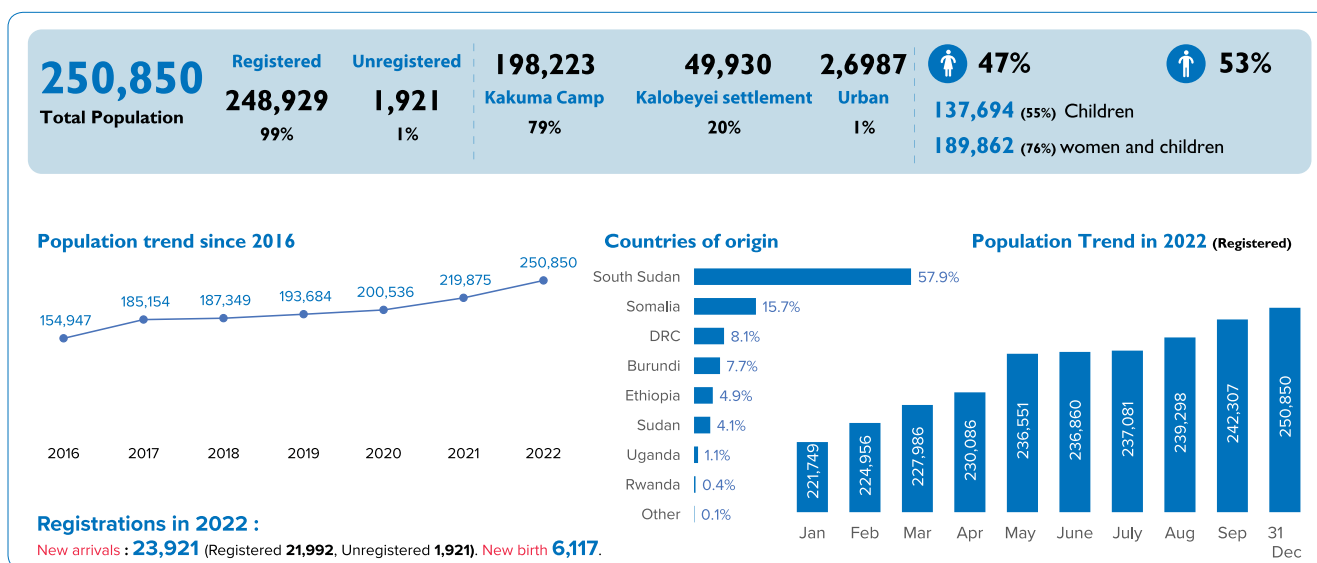 250,850
Total Population
Registered
248,929
99%
Unregistered
1,921
1%
198,223
Kakuma Camp
79%
49,930
Kalobeyei settlement
20%
2,6987
Urban
1%
47%
53%
137,694 (55%) Children
189,862 (76%) women and children
Population trend since 2016
154,947
185,154
187,349
193,684
200,536
219,875
250,850
2016 2017 2018 2019 2020 2021 2022
Registrations in 2022 :
New arrivals : 23,921 (Registered 21,992, Unregistered 1,921). New birth 6,117.
Countries of origin
South Sudan 57.9%
Somalia 15.7%
DRC 8.1%
Burundi 7.7%
Ethiopia 4.9%
Sudan 4.1%
Uganda 1.1%
Rwanda 0.4%
Other 0.1%
Population Trend in 2022 (Registered)
221,749
224,956
227,986
230,086
236,551
236,860
237,081
239,298
242,307
250,850
Jan Feb Mar Apr May June July Aug Sep 31
Dec